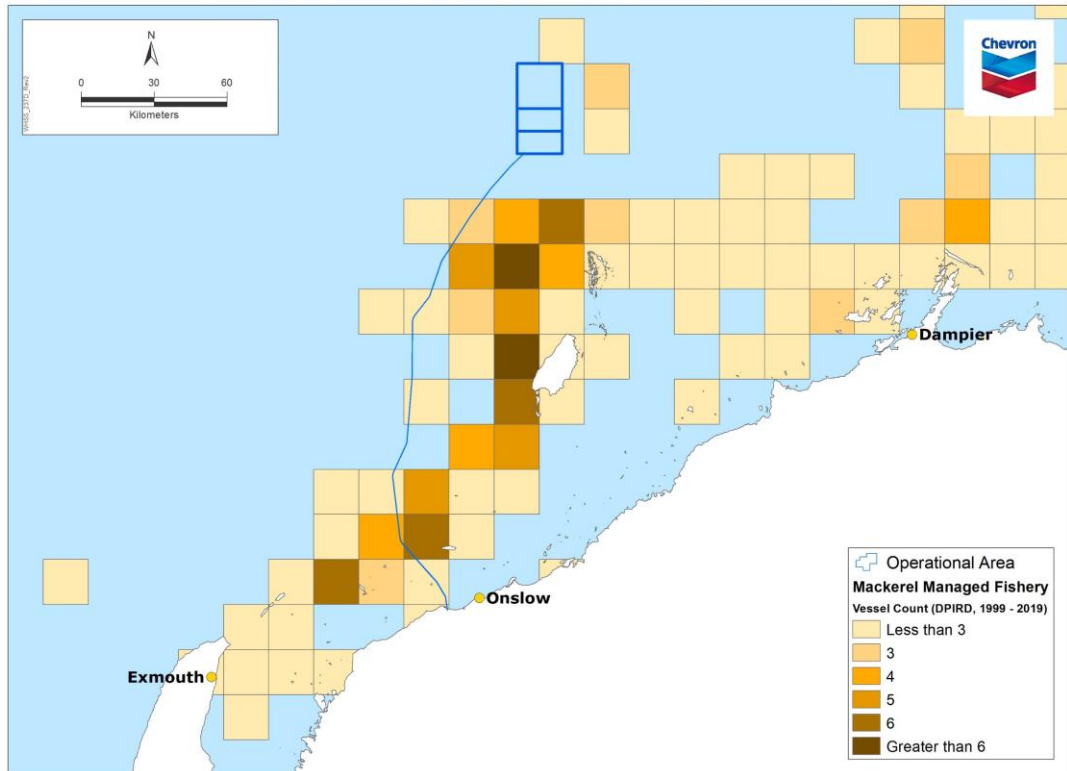 N
0 30 60
Kilometers
WHSS_237D_Rev2
Chevron
Dampier
Onslow
Exmouth
Operational Area
Mackerel Managed Fishery
Vessel Count (DPIRD, 1999 - 2019)
Less than 3
3
4
5
6
Greater than 6